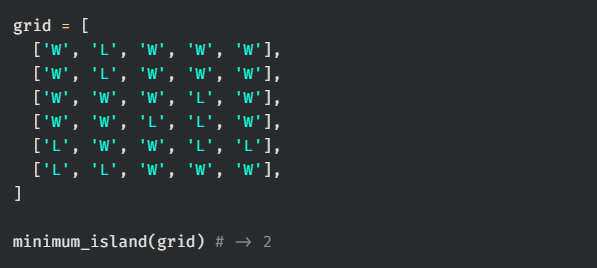 grid = [
  ['W', 'L', 'W', 'W', 'W'],
  ['W', 'L', 'W', 'W', 'W'],
  ['W', 'W', 'W', 'L', 'W'],
  ['W', 'W', 'L', 'L', 'W'],
  ['L', 'W', 'W', 'L', 'L'],
  ['L', 'L', 'W', 'W', 'W'],
]
minimum_island(grid) # -> 2